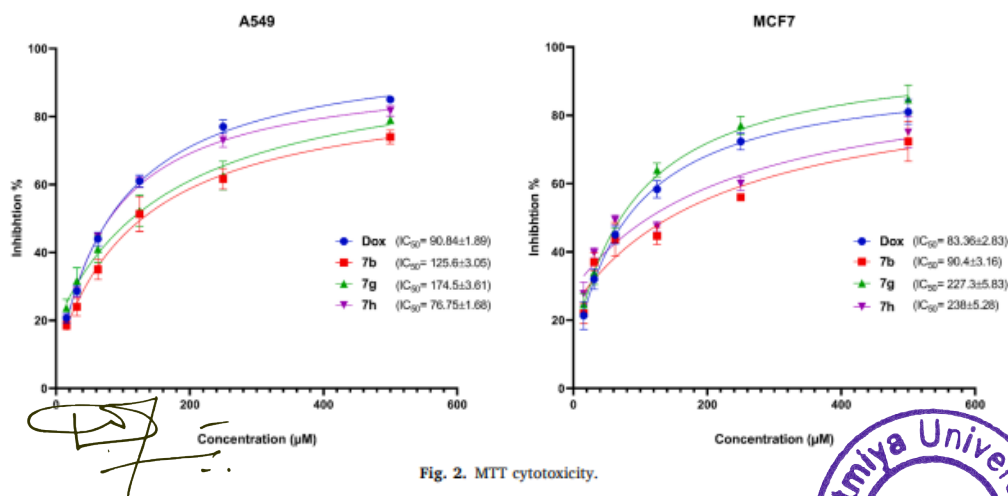 A549
100
80
60
40
20
0
Inhibhtion %
0
200
400
600
Concentration (µM)
Dox (IC50= 90.84±1.89)
7b (IC50= 125.6±3.05)
7g (IC50= 174.5±3.61)
7h (IC50= 76.75±1.68)
MCF7
100
80
60
40
20
0
Inhibhtion %
0
200
400
600
Concentration (µM)
Dox (IC50= 83.36±2.83)
7b (IC50= 90.4±3.16)
7g (IC50= 227.3±5.83)
7h (IC50= 238±5.28)
Fig. 2. MTT cytotoxicity.